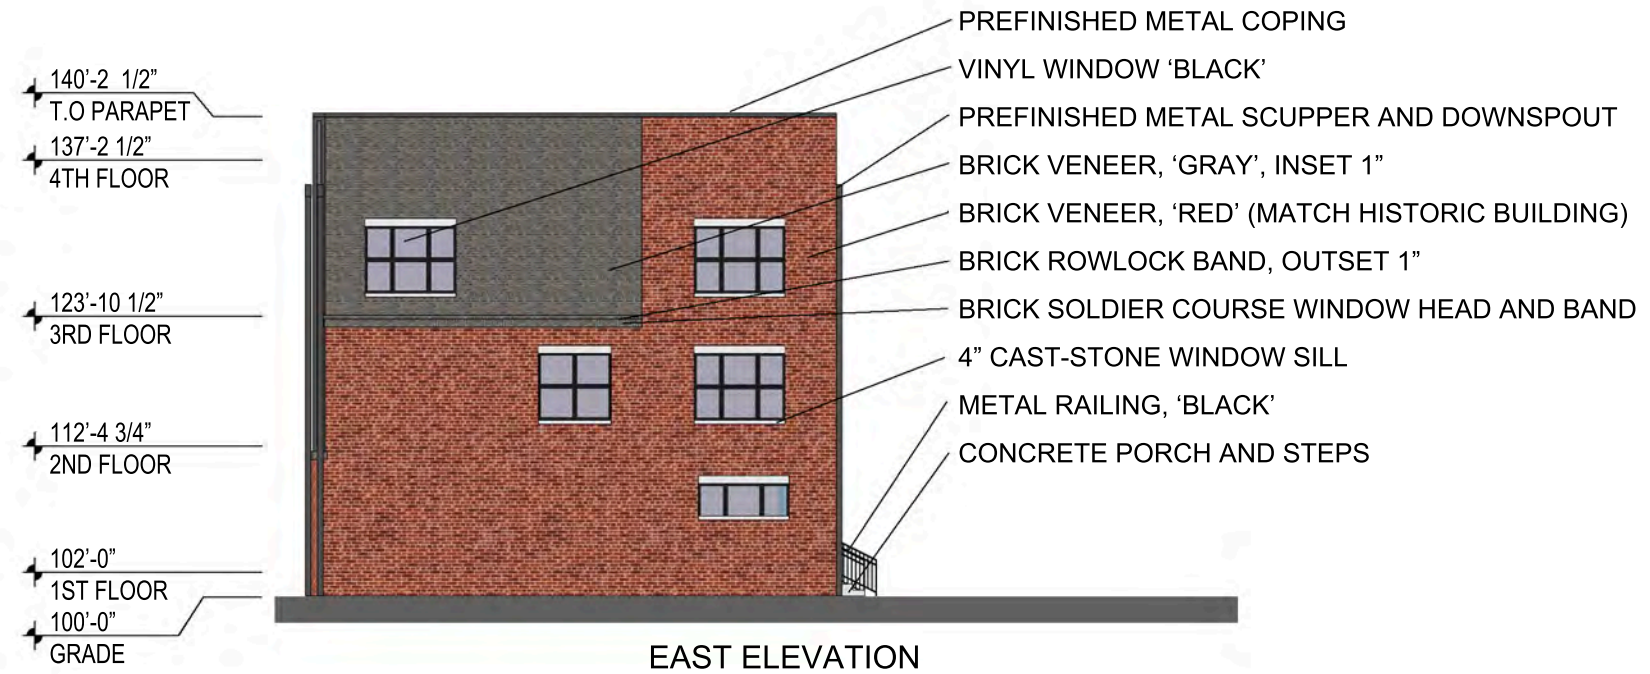 PREFINISHED METAL COPING
VINYL WINDOW ‘BLACK’
PREFINISHED METAL SCUPPER AND DOWNSPOUT
BRICK VENEER, ‘GRAY’, INSET 1”
BRICK VENEER, ‘RED’ (MATCH HISTORIC BUILDING)
BRICK ROWLOCK BAND, OUTSET 1”
BRICK SOLDIER COURSE WINDOW HEAD AND BAND
4” CAST-STONE WINDOW SILL
METAL RAILING, ‘BLACK’
CONCRETE PORCH AND STEPS
140’-2 1/2”
T.O PARAPET
137’-2 1/2”
4TH FLOOR
123’-10 1/2”
3RD FLOOR
112’-4 3/4”
2ND FLOOR
102’-0”
1ST FLOOR
100’-0”
GRADE
EAST ELEVATION